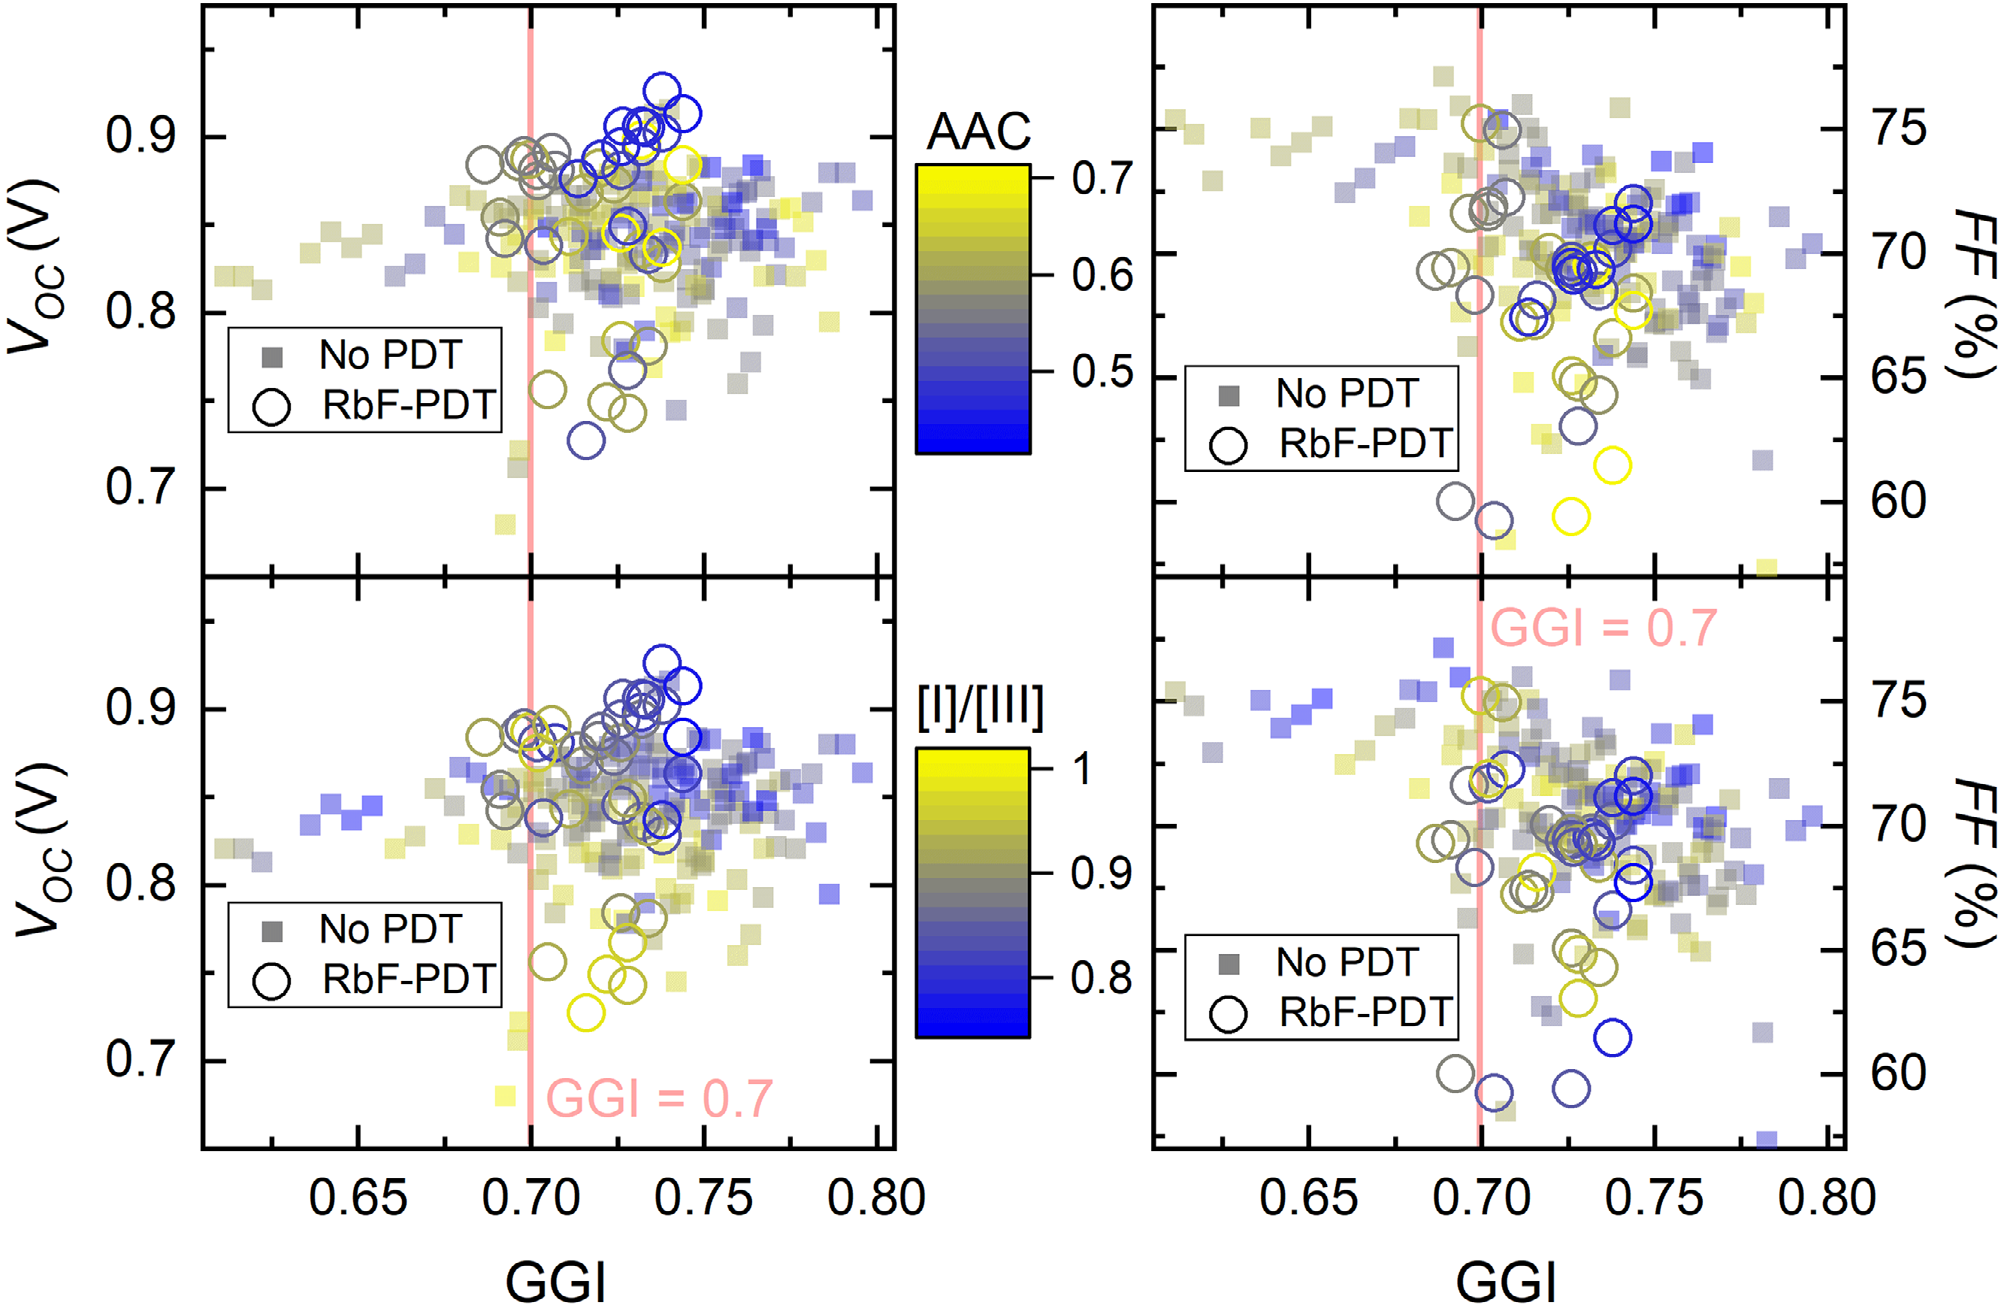 V_OC (V)
0.9
0.8
0.7
No PDT
RbF-PDT
AAC
0.7
0.6
0.5
No PDT
RbF-PDT
75
70
65
60
FF (%)
V_OC (V)
0.9
0.8
0.7
No PDT
RbF-PDT
GGI = 0.7
[I]/[III]
1
0.9
0.8
GGI = 0.7
No PDT
RbF-PDT
75
70
65
60
FF (%)
0.65 0.70 0.75 0.80
GGI
0.65 0.70 0.75 0.80
GGI